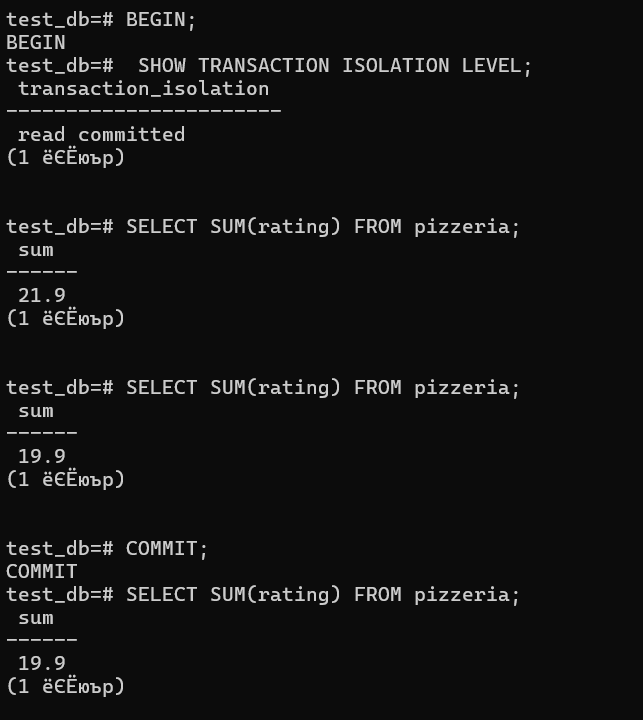 test_db=# BEGIN;
BEGIN
test_db=#  SHOW TRANSACTION ISOLATION LEVEL;
 transaction_isolation
-----------------------
 read committed
(1 ёЄЁюър)
test_db=# SELECT SUM(rating) FROM pizzeria;
 sum
------
 21.9
(1 ёЄЁюър)
test_db=# SELECT SUM(rating) FROM pizzeria;
 sum
------
 19.9
(1 ёЄЁюър)
test_db=# COMMIT;
COMMIT
test_db=# SELECT SUM(rating) FROM pizzeria;
 sum
------
 19.9
(1 ёЄЁюър)